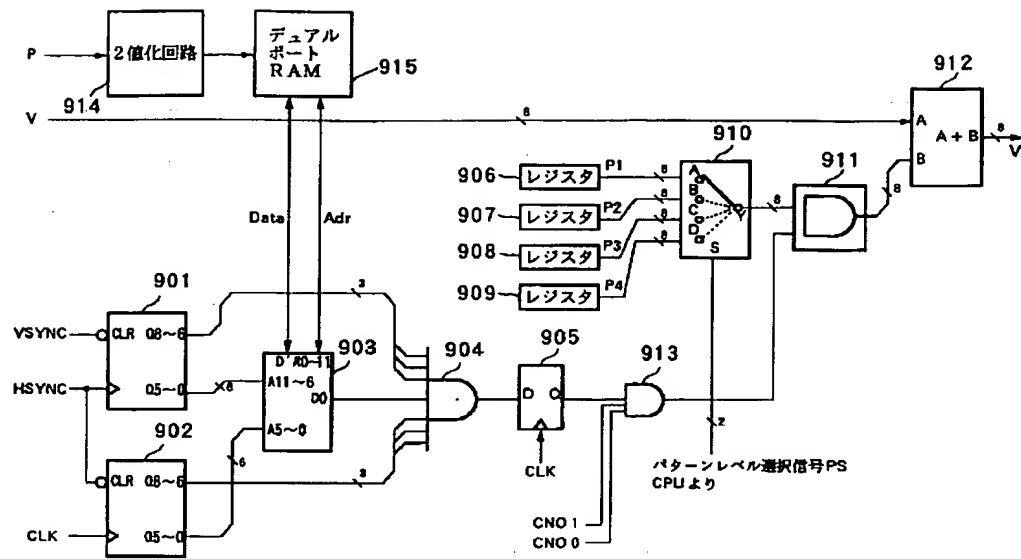 P
2値化回路
914
デュアル
ポート
RAM
915
V
8
912
A
A+B
B
8
V'
906
レジスタ
P1
8
907
レジスタ
P2
8
908
レジスタ
P3
8
909
レジスタ
P4
8
910
A
B
C
D
Y
S
8
911
8
Data
Adr
901
VSYNC
CLR
Q8~6
3
HSYNC
Q5~0
6
902
CLR
Q8~6
3
CLK
Q5~0
6
903
D
A0~11
A11~6
D0
A5~0
904
905
D
Q
CLK
913
CNO 1
CNO 0
2
パターンレベル選択信号PS
CPUより